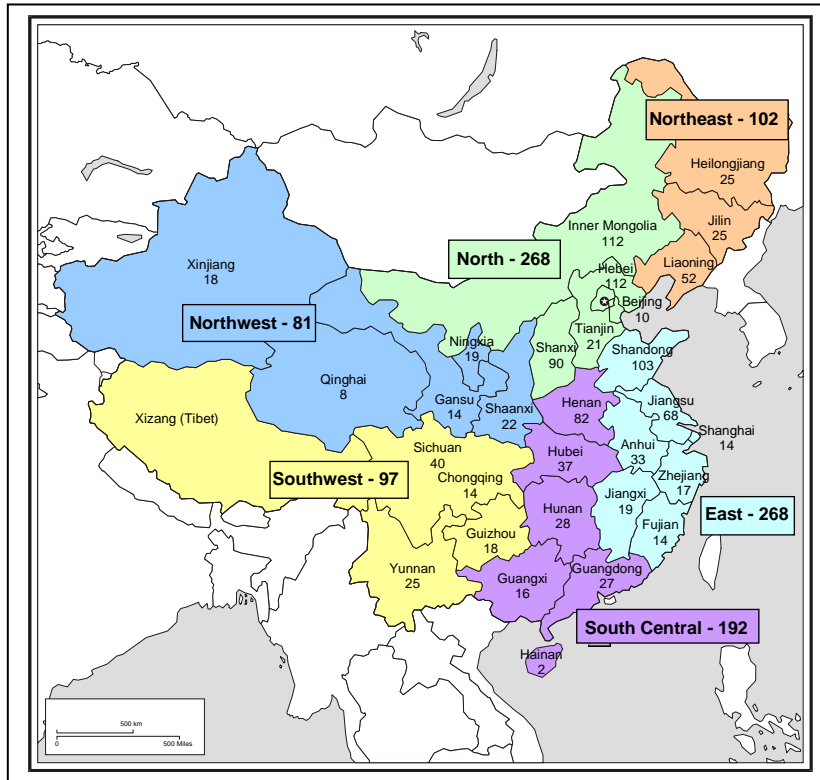 Northeast - 102
Heilongjiang
25
Jilin
25
Inner Mongolia
112
Liaoning
52
North - 268
Hebei
112
Xinjiang
18
Beijing
10
Northwest - 81
Tianjin
21
Ningxia
19
Shanxi
90
Shandong
103
Qinghai
8
Gansu
14
Shaanxi
22
Henan
82
Jiangsu
68
Xizang (Tibet)
Shanghai
14
Sichuan
40
Anhui
33
Hubei
37
Southwest - 97
Chongqing
14
Zhejiang
17
Jiangxi
19
Hunan
28
East - 268
Fujian
14
Guizhou
18
Yunnan
25
Guangxi
16
Guangdong
27
South Central - 192
Hainan
2
500 km
0
500 Miles